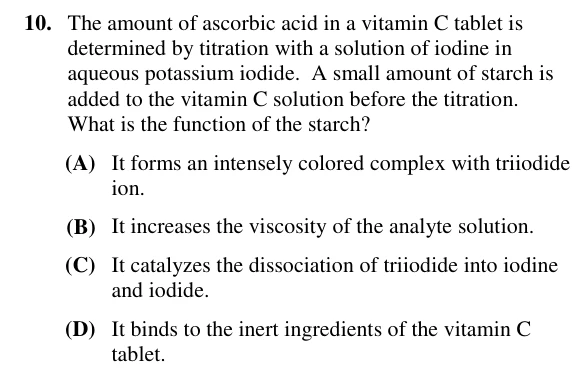 10. The amount of ascorbic acid in a vitamin C tablet is
determined by titration with a solution of iodine in
aqueous potassium iodide. A small amount of starch is
added to the vitamin C solution before the titration.
What is the function of the starch?
(A) It forms an intensely colored complex with triiodide
ion.
(B) It increases the viscosity of the analyte solution.
(C) It catalyzes the dissociation of triiodide into iodine
and iodide.
(D) It binds to the inert ingredients of the vitamin C
tablet.